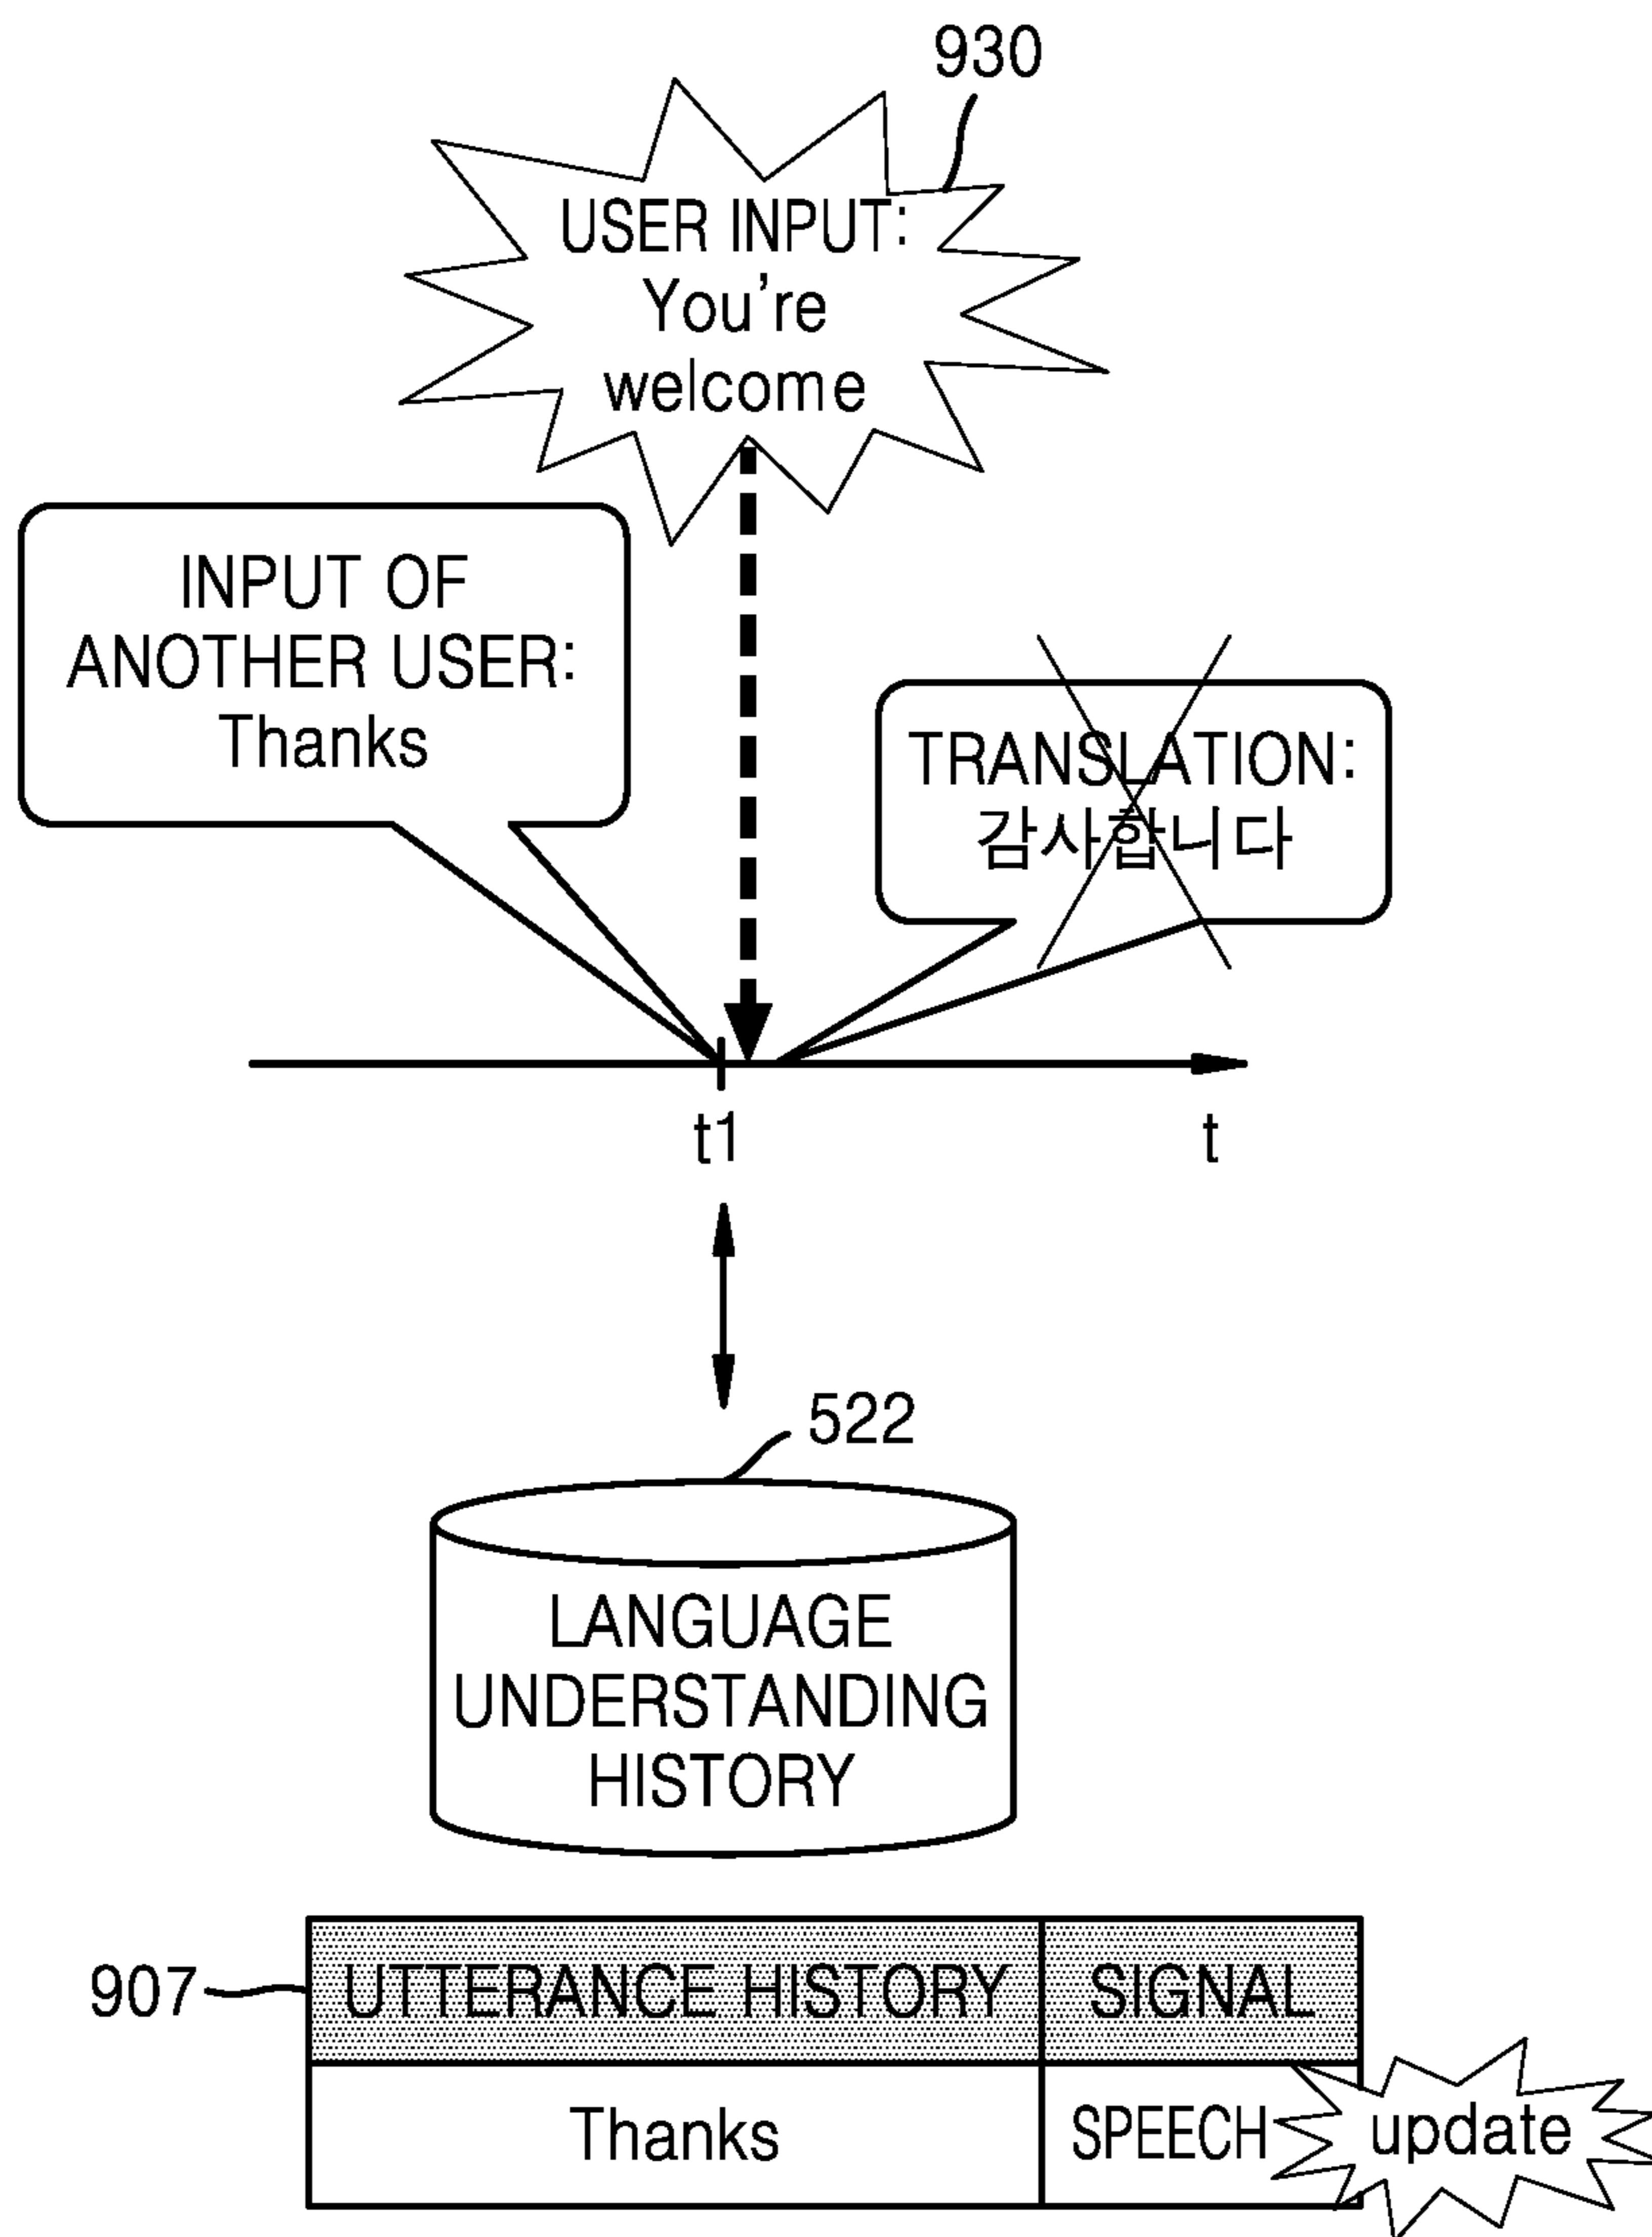 930
USER INPUT:
You're
welcome
INPUT OF
ANOTHER USER:
Thanks
TRANSLATION:
감사합니다
t1
t
522
LANGUAGE
UNDERSTANDING
HISTORY
907
UTTERANCE HISTORY SIGNAL
Thanks SPEECH update